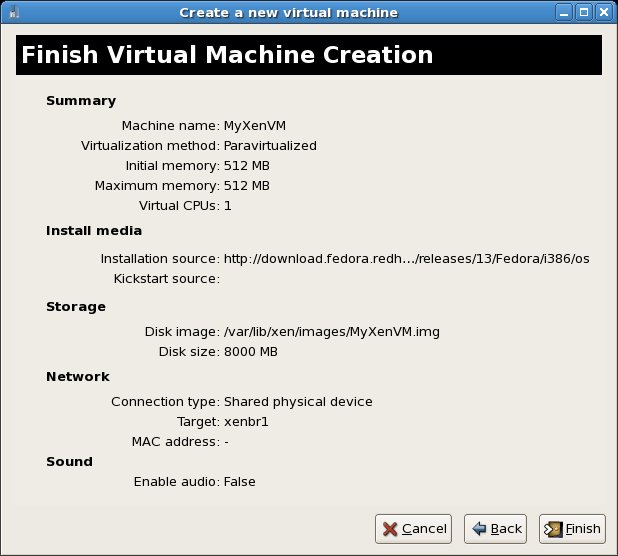 Create a new virtual machine
Finish Virtual Machine Creation
Summary
Machine name: MyXenVM
Virtualization method: Paravirtualized
Initial memory: 512 MB
Maximum memory: 512 MB
Virtual CPUs: 1
Install media
Installation source: http://download.fedora.redh.../releases/13/Fedora/i386/os
Kickstart source:
Storage
Disk image: /var/lib/xen/images/MyXenVM.img
Disk size: 8000 MB
Network
Connection type: Shared physical device
Target: xenbr1
MAC address: -
Sound
Enable audio: False
Cancel Back Finish